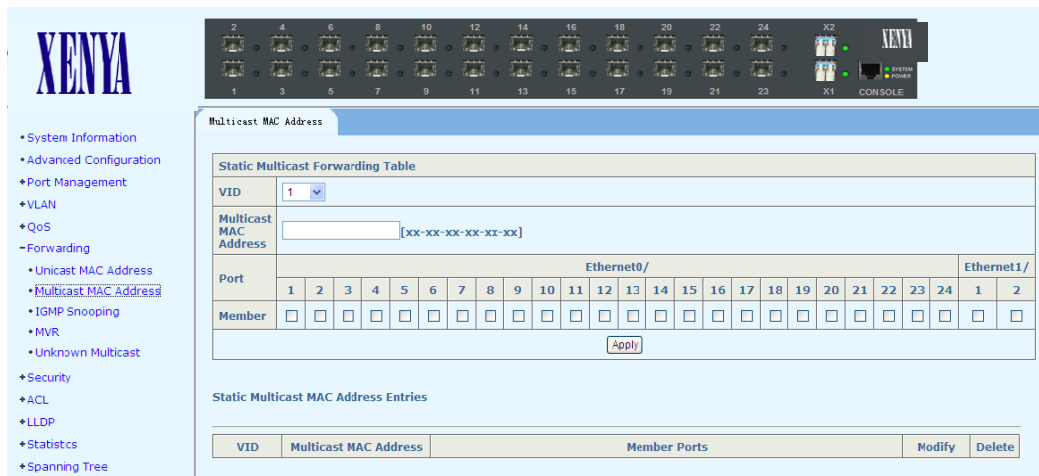 XENYA
2 4 6 8 10 12 14 16 18 20 22 24 X2
XENYA
SYSTEM
POWER
1 3 5 7 9 11 13 15 17 19 21 23 X1 CONSOLE
Multicast MAC Address
System Information
Advanced Configuration
+Port Management
+VLAN
+QoS
-Forwarding
Unicast MAC Address
Multicast MAC Address
IGMP Snooping
MVR
Unknown Multicast
+Security
+ACL
+LLDP
+Statistcs
+Spanning Tree
Static Multicast Forwarding Table
VID 1
Multicast
MAC
Address
[xx-xx-xx-xx-xx-xx]
Port Ethernet0/ Ethernet1/
1 2 3 4 5 6 7 8 9 10 11 12 13 14 15 16 17 18 19 20 21 22 23 24 1 2
Member
Apply
Static Multicast MAC Address Entries
VID Multicast MAC Address Member Ports Modify Delete